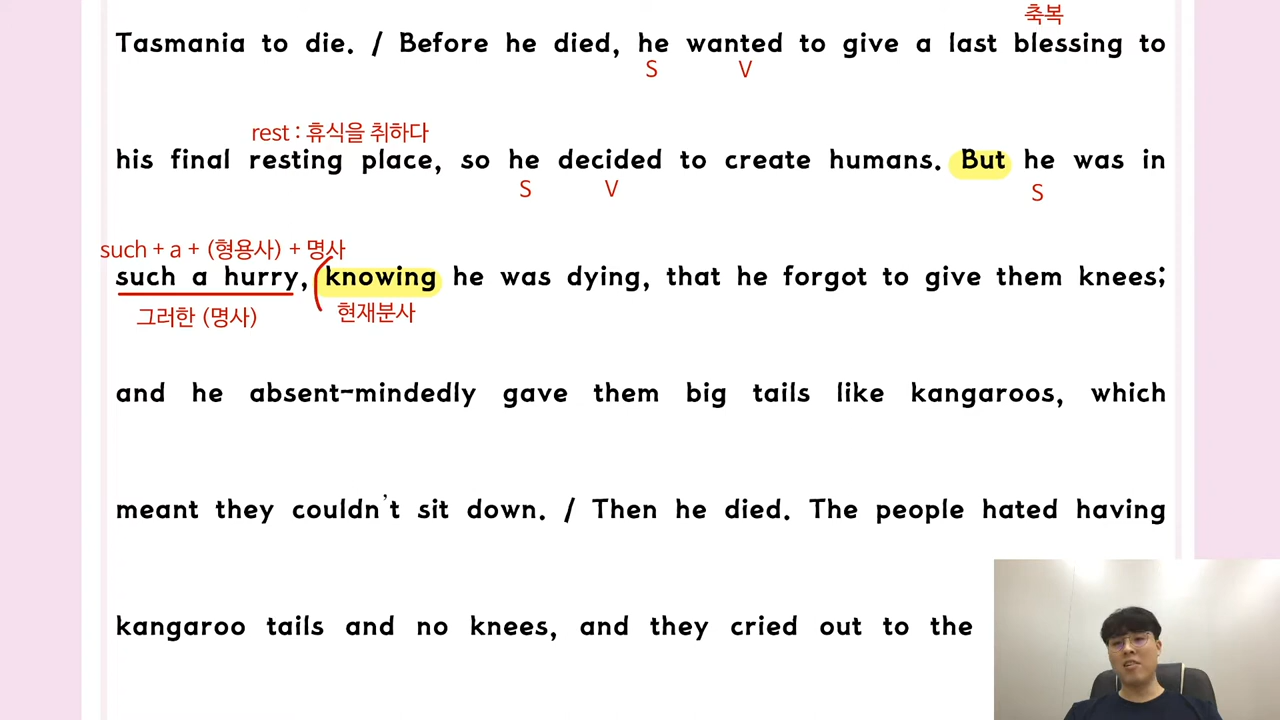 축복
Tasmania to die. / Before he died, he wanted to give a last blessing to
S V
rest : 휴식을 취하다
his final resting place, so he decided to create humans. But he was in
S V S
such + a + (형용사) + 명사
such a hurry, (knowing he was dying, that he forgot to give them knees;
그러한 (명사) 현재분사
and he absent-mindedly gave them big tails like kangaroos, which
meant they couldn't sit down. / Then he died. The people hated having
kangaroo tails and no knees, and they cried out to the